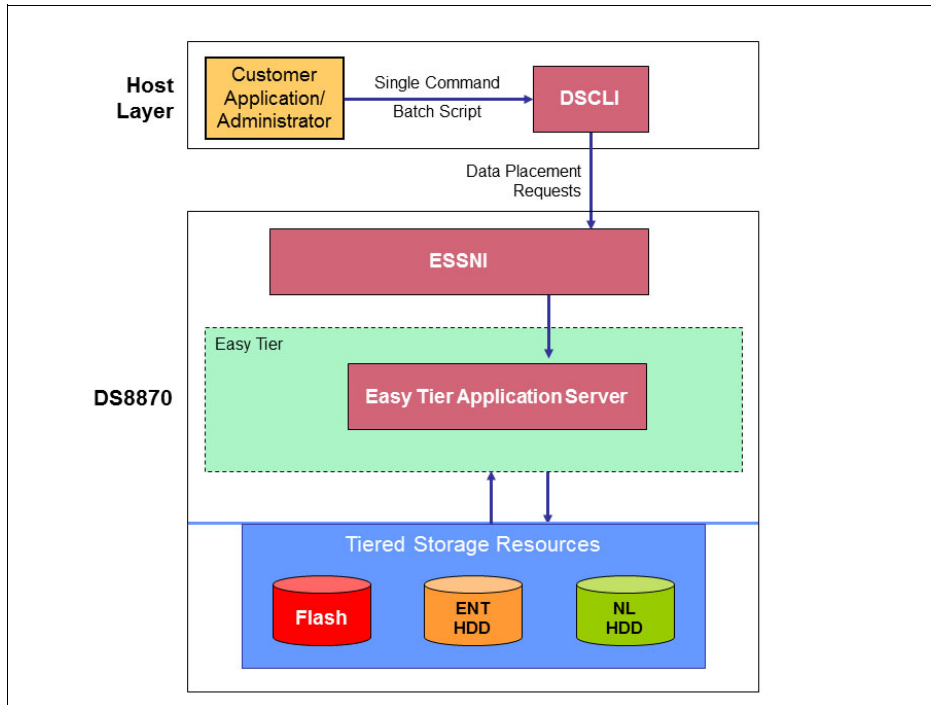 Host
Layer
Customer
Application/
Administrator
Single Command
Batch Script
DSCLI
Data Placement
Requests
ESSNI
Easy Tier
Easy Tier Application Server
DS8870
Tiered Storage Resources
Flash
ENT
HDD
NL
HDD